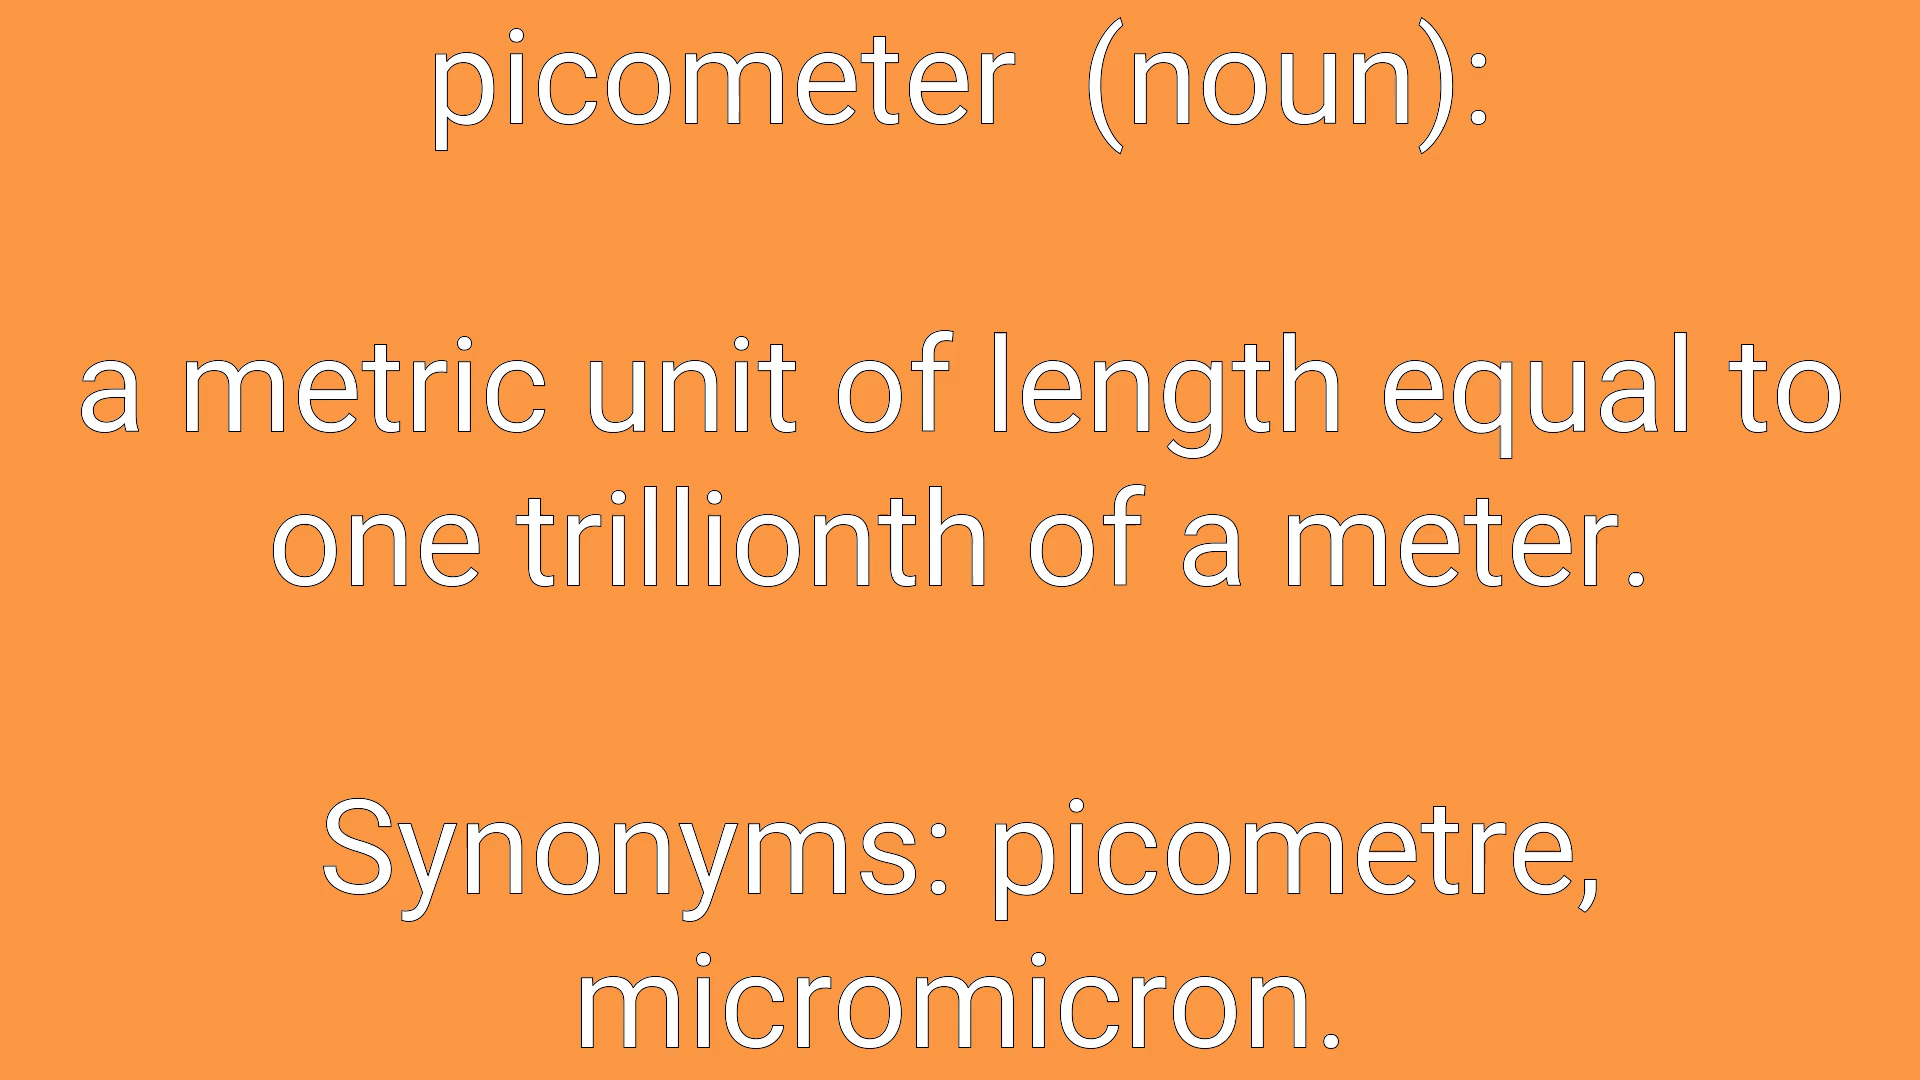 picometer  (noun):
a metric unit of length equal to
one trillionth of a meter.
Synonyms: picometre,
micromicron.